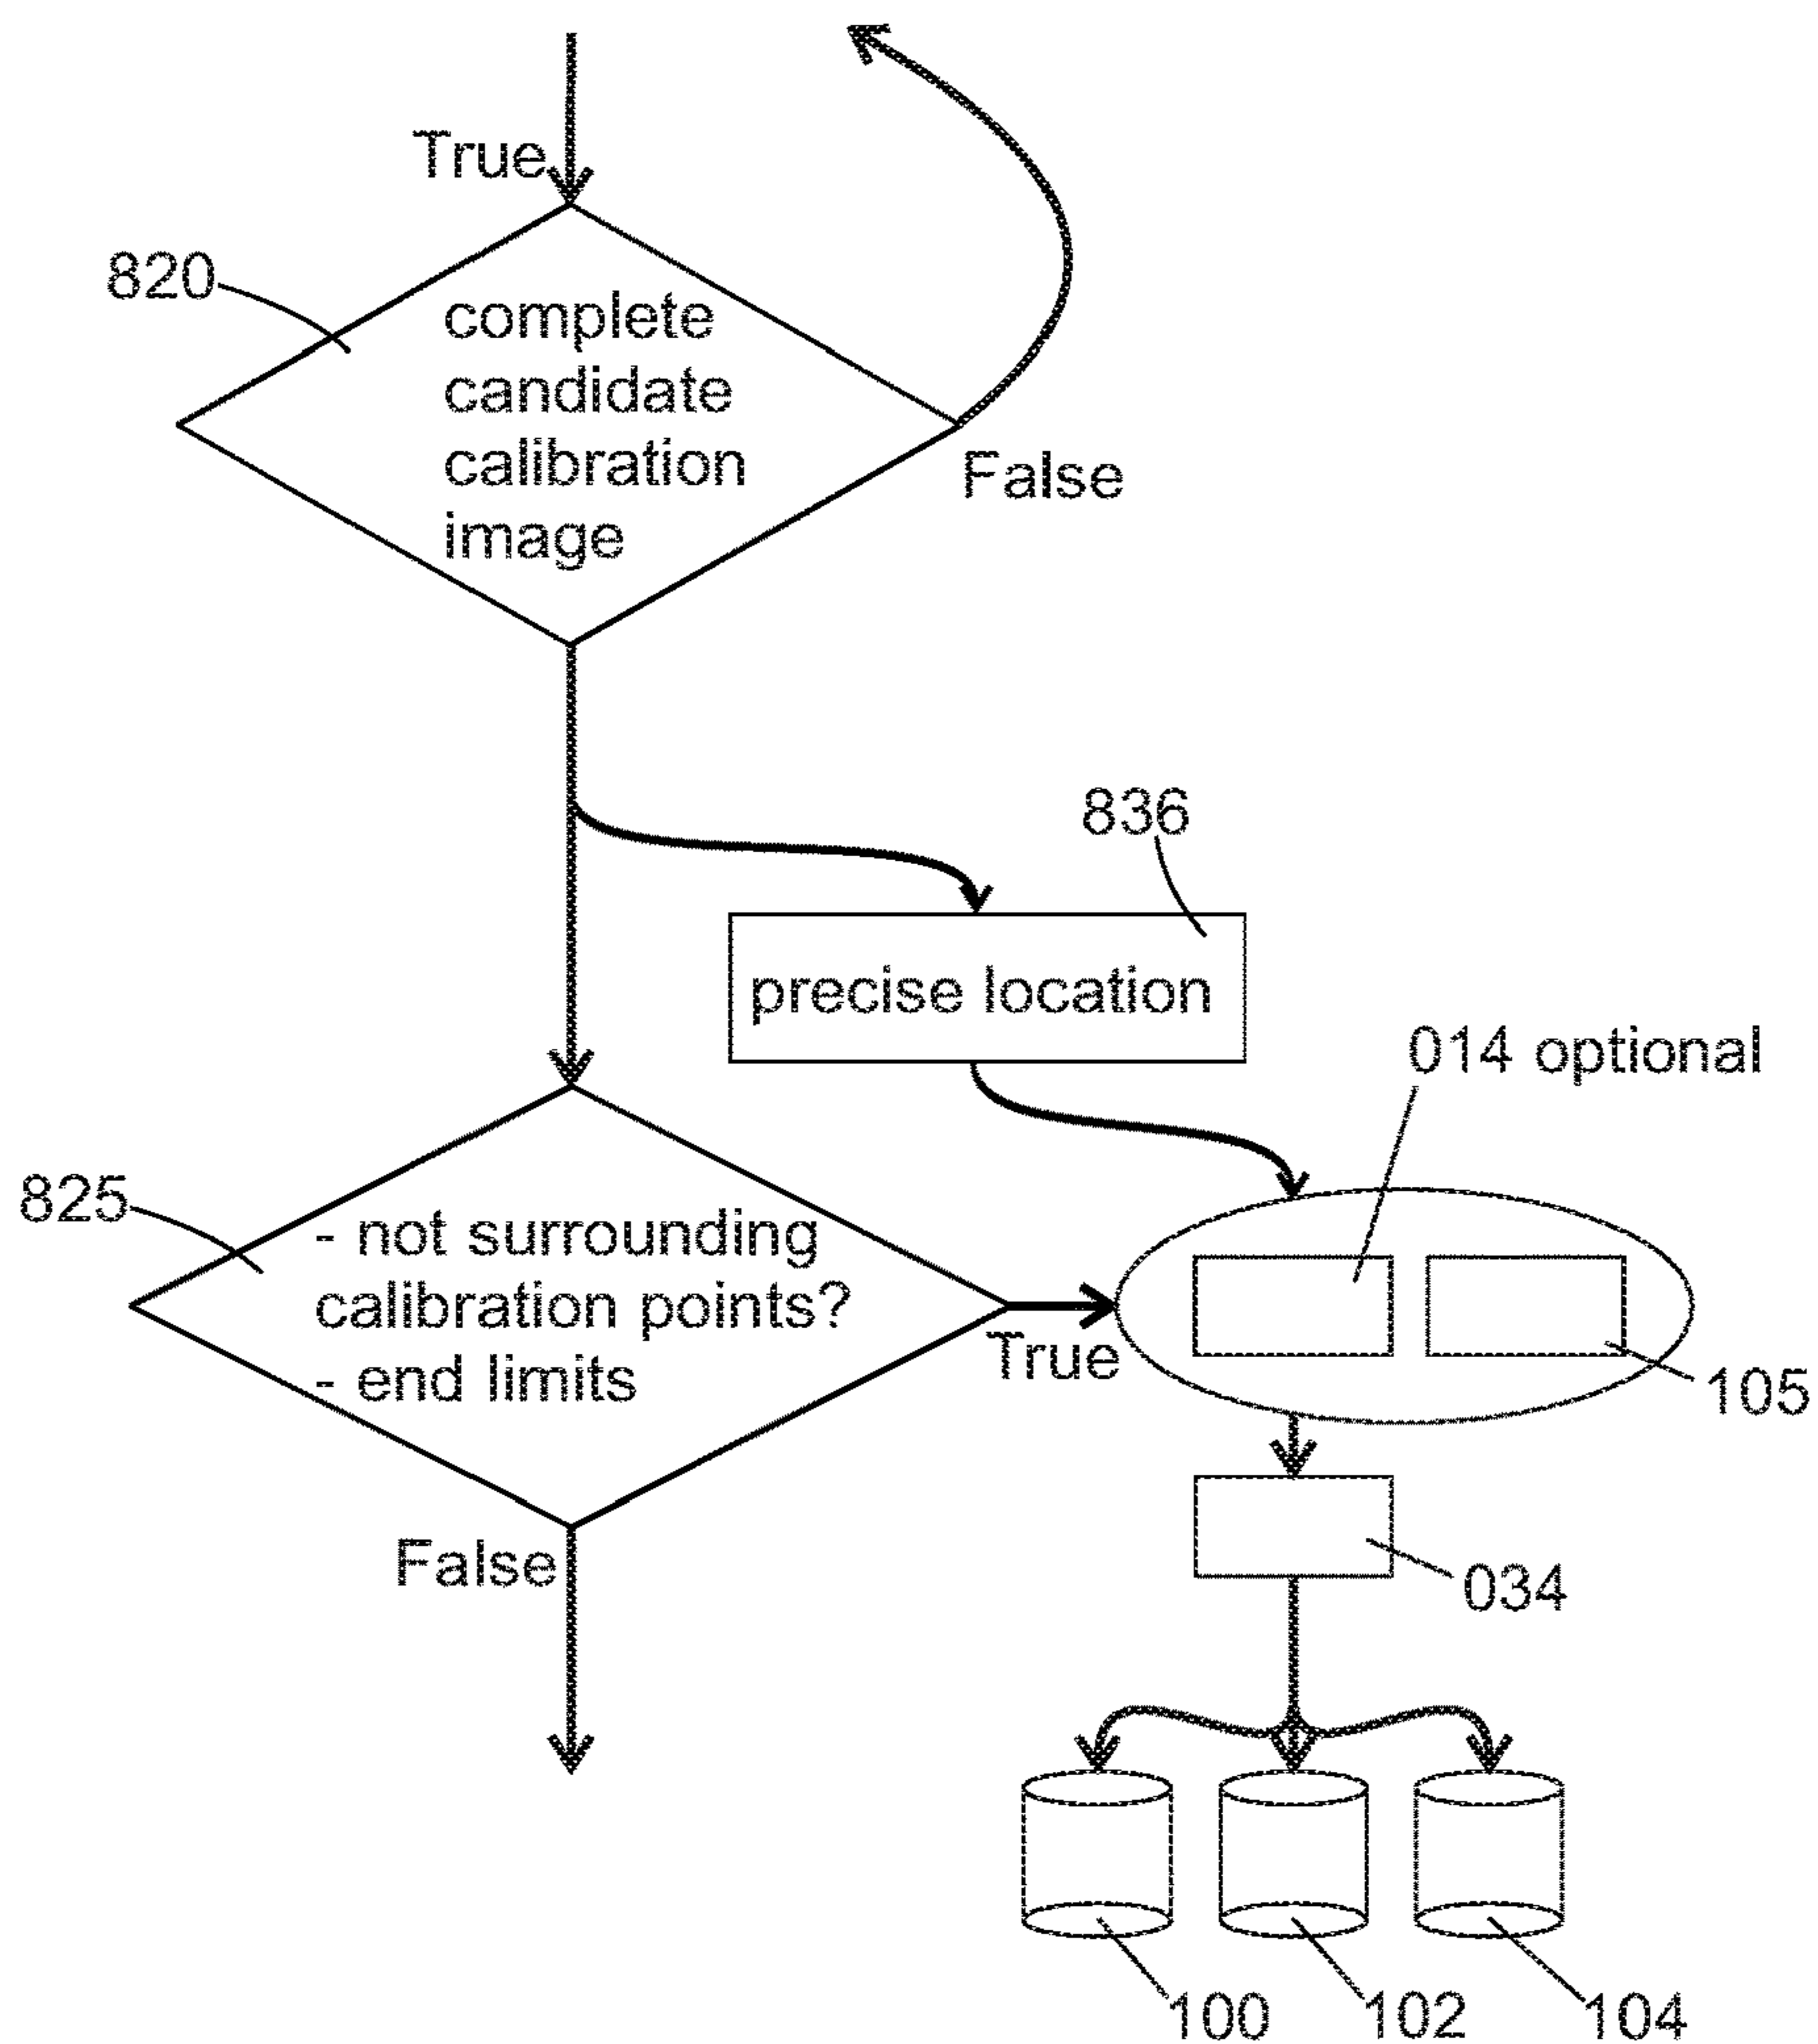 True
820
complete
candidate
calibration
image
False
836
precise location
014 optional
825
- not surrounding
calibration points?
- end limits
True
105
False
034
100
102
104